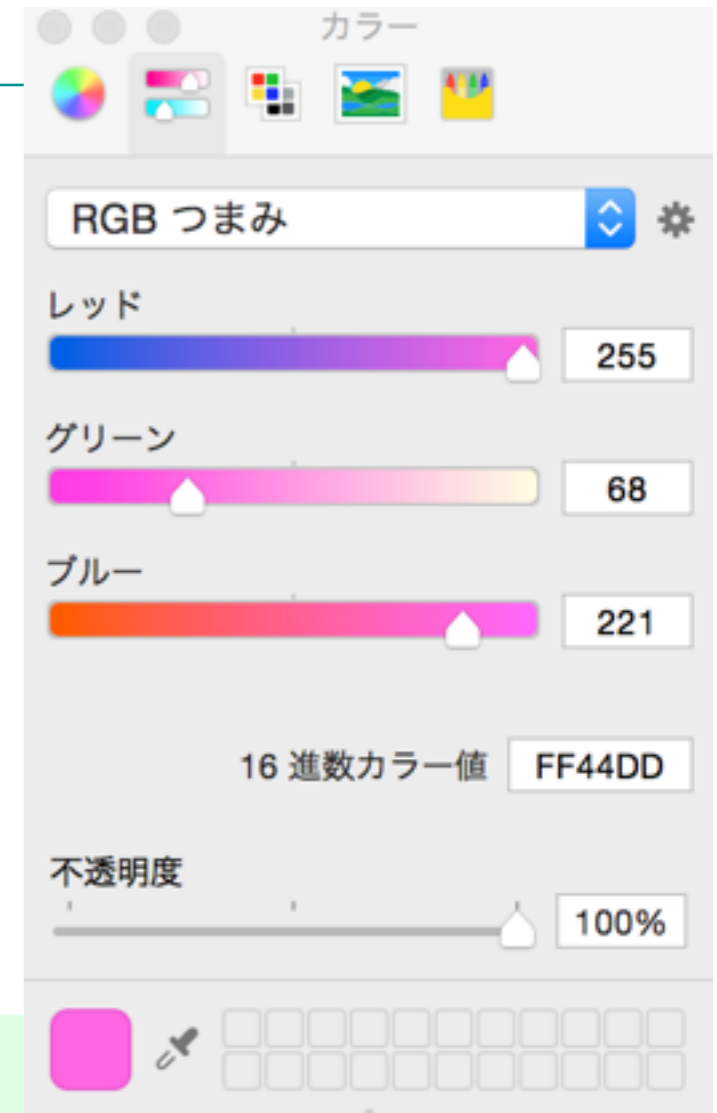 カラー
RGB つまみ
レッド
255
グリーン
68
ブルー
221
16 進数カラー値 FF44DD
不透明度
100%